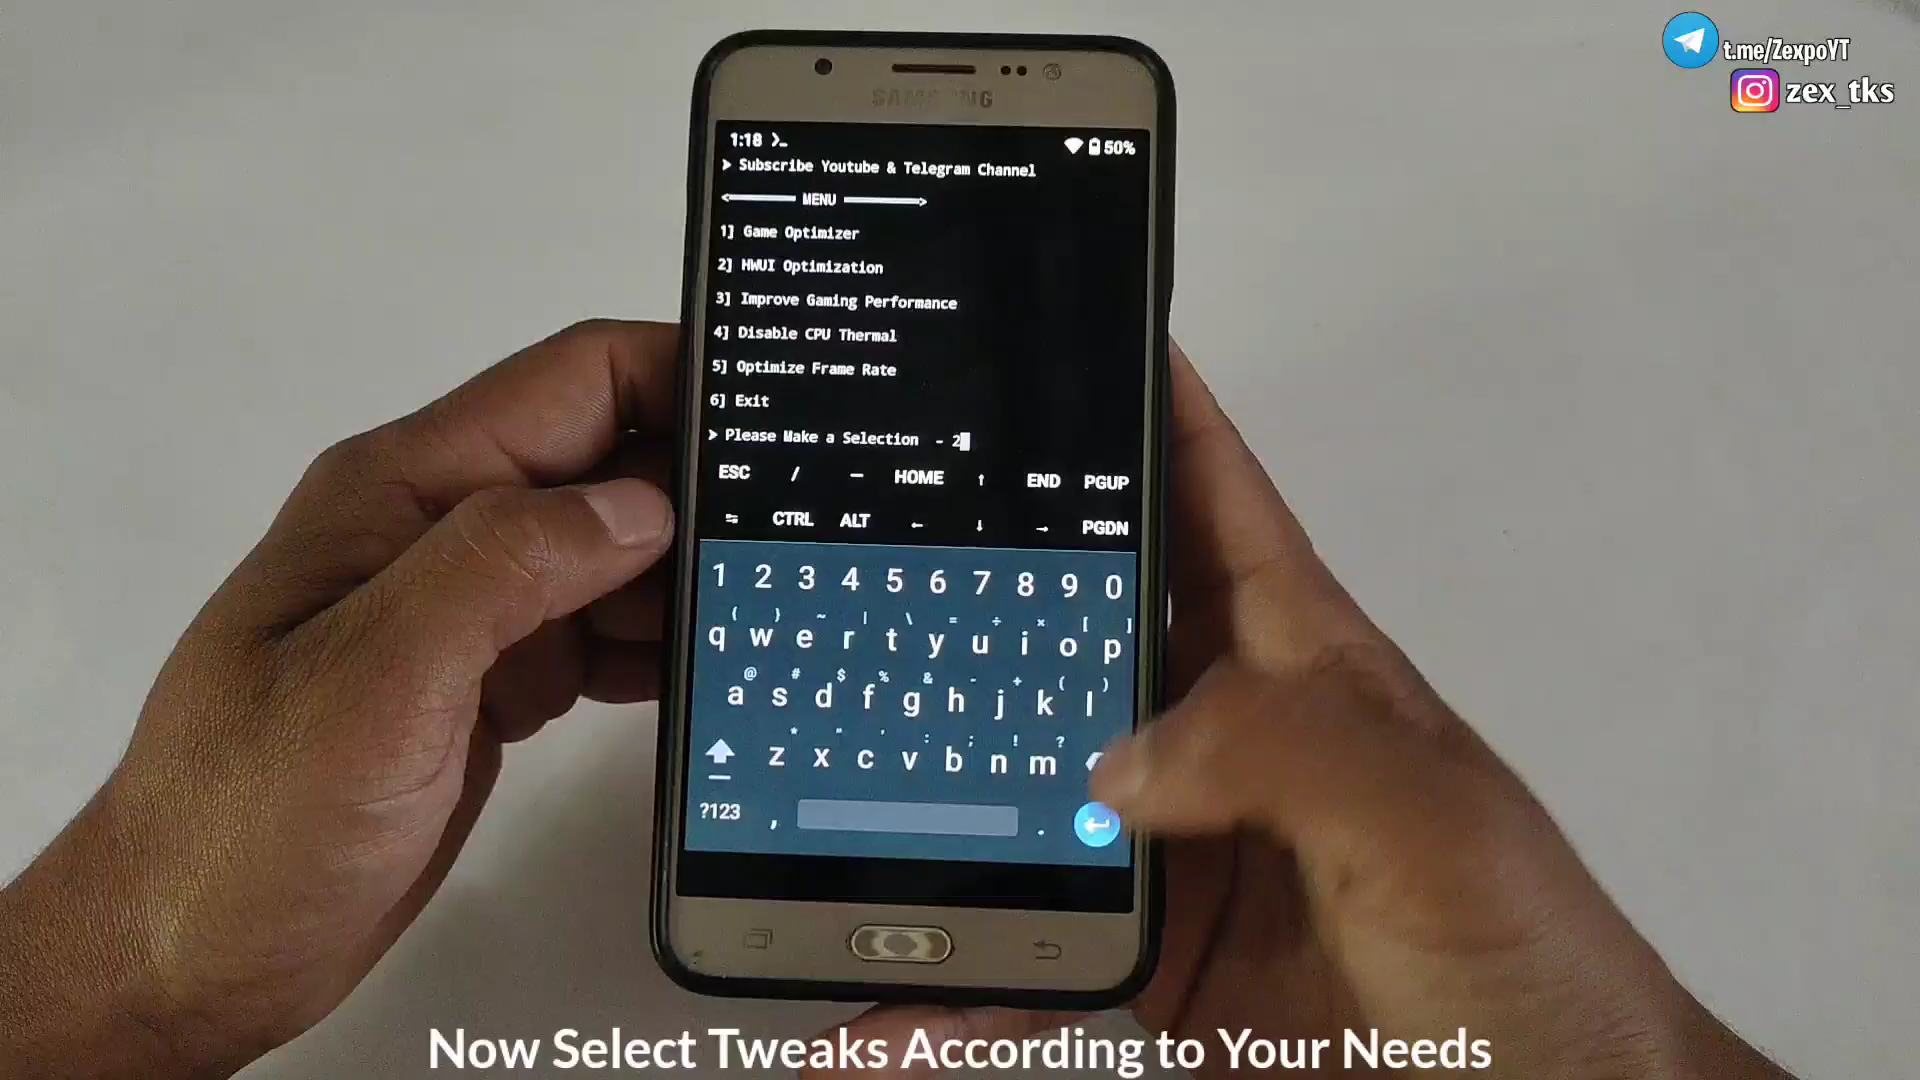 t.me/ZexpoYT
zex_tks
SAMSUNG
1:18 50%
> Subscribe Youtube & Telegram Channel
<━━━━━━ MENU ━━━━━━>
1] Game Optimizer
2] HWUI Optimization
3] Improve Gaming Performance
4] Disable CPU Thermal
5] Optimize Frame Rate
6] Exit
> Please Make a Selection - 2
ESC / — HOME ↑ END PGUP
⇆ CTRL ALT ← ↓ → PGDN
1 2 3 4 5 6 7 8 9 0
{ } ~ | \ = ÷ × [ ]
q w e r t y u i o p
@ # $ % & - + ( )
a s d f g h j k l
* " ' : ; ! ?
z x c v b n m
?123 , .
Now Select Tweaks According to Your Needs